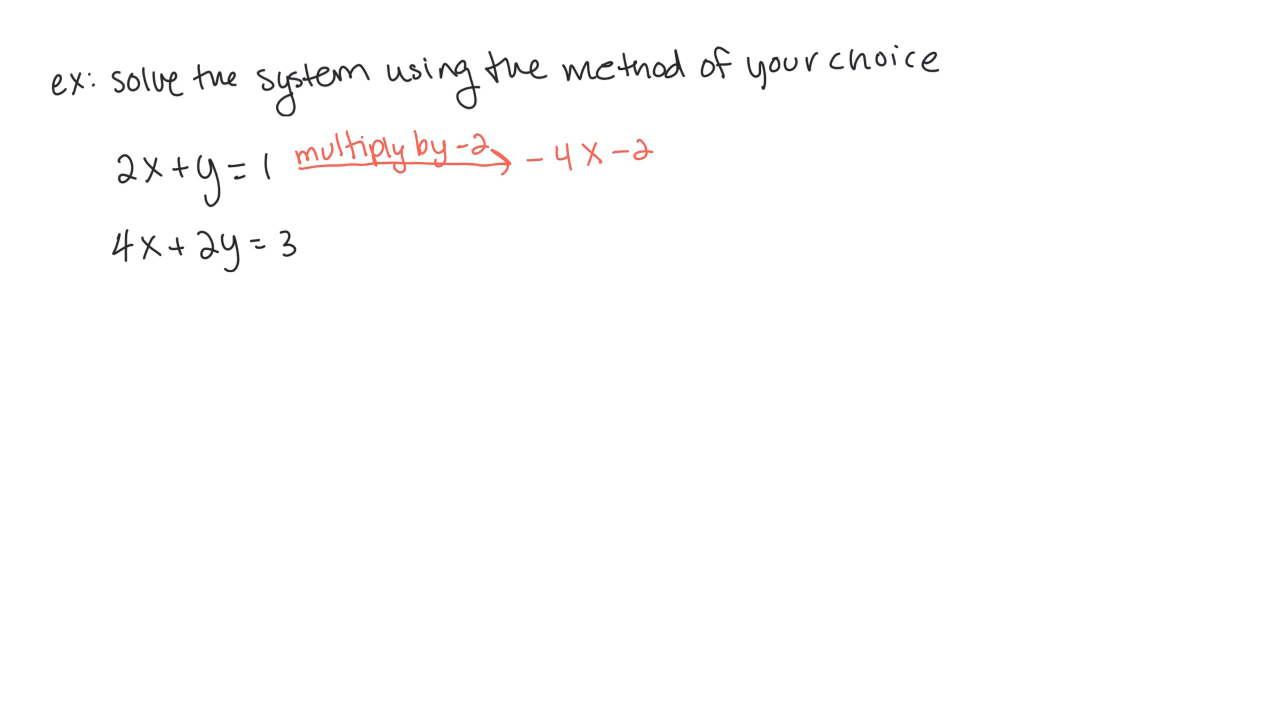 ex: solve the system using the method of your choice
2x + y = 1 multiply by -2 -4x -2
4x + 2y = 3